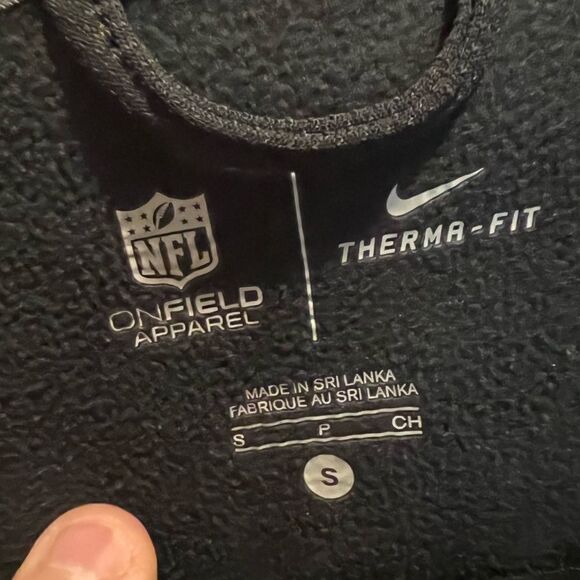 NFL
ONFIELD
APPAREL
THERMA-FIT
MADE IN SRI LANKA
FABRIQUE AU SRI LANKA
S P CH
S